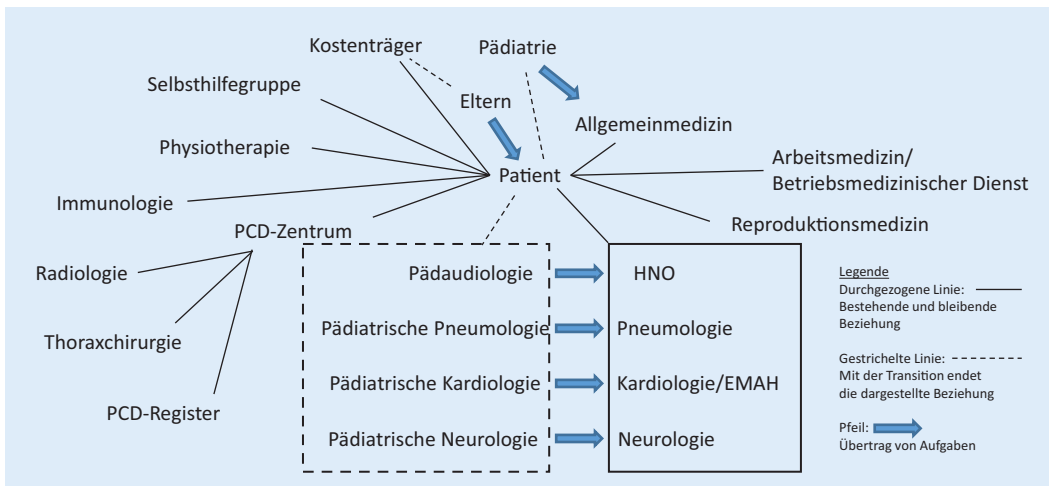 Kostenträger
Pädiatrie
Selbsthilfegruppe
Eltern
Allgemeinmedizin
Physiotherapie
Patient
Arbeitsmedizin/
Betriebsmedizinischer Dienst
Immunologie
PCD-Zentrum
Reproduktionsmedizin
Radiologie
Thoraxchirurgie
PCD-Register
Pädaudiologie
HNO
Pädiatrische Pneumologie
Pneumologie
Pädiatrische Kardiologie
Kardiologie/EMAH
Pädiatrische Neurologie
Neurologie
Legende
Durchgezogene Linie:
Bestehende und bleibende
Beziehung
Gestrichelte Linie:
Mit der Transition endet
die dargestellte Beziehung
Pfeil:
Übertrag von Aufgaben